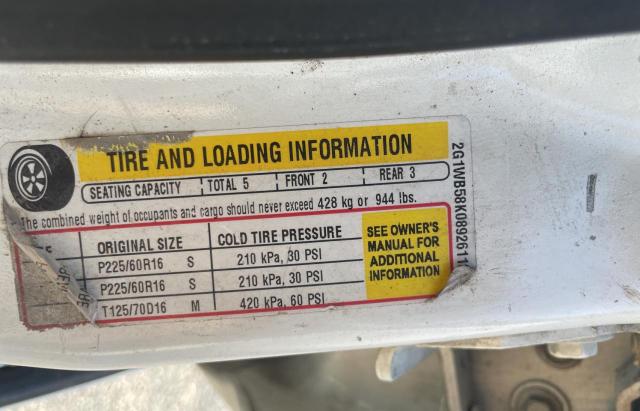 TIRE AND LOADING INFORMATION
SEATING CAPACITY TOTAL 5 FRONT 2 REAR 3
The combined weight of occupants and cargo should never exceed 428 kg or 944 lbs.
ORIGINAL SIZE COLD TIRE PRESSURE
P225/60R16 S 210 kPa, 30 PSI
P225/60R16 S 210 kPa, 30 PSI
T125/70D16 M 420 kPa, 60 PSI
SEE OWNER'S
MANUAL FOR
ADDITIONAL
INFORMATION
2G1WB58K0892611